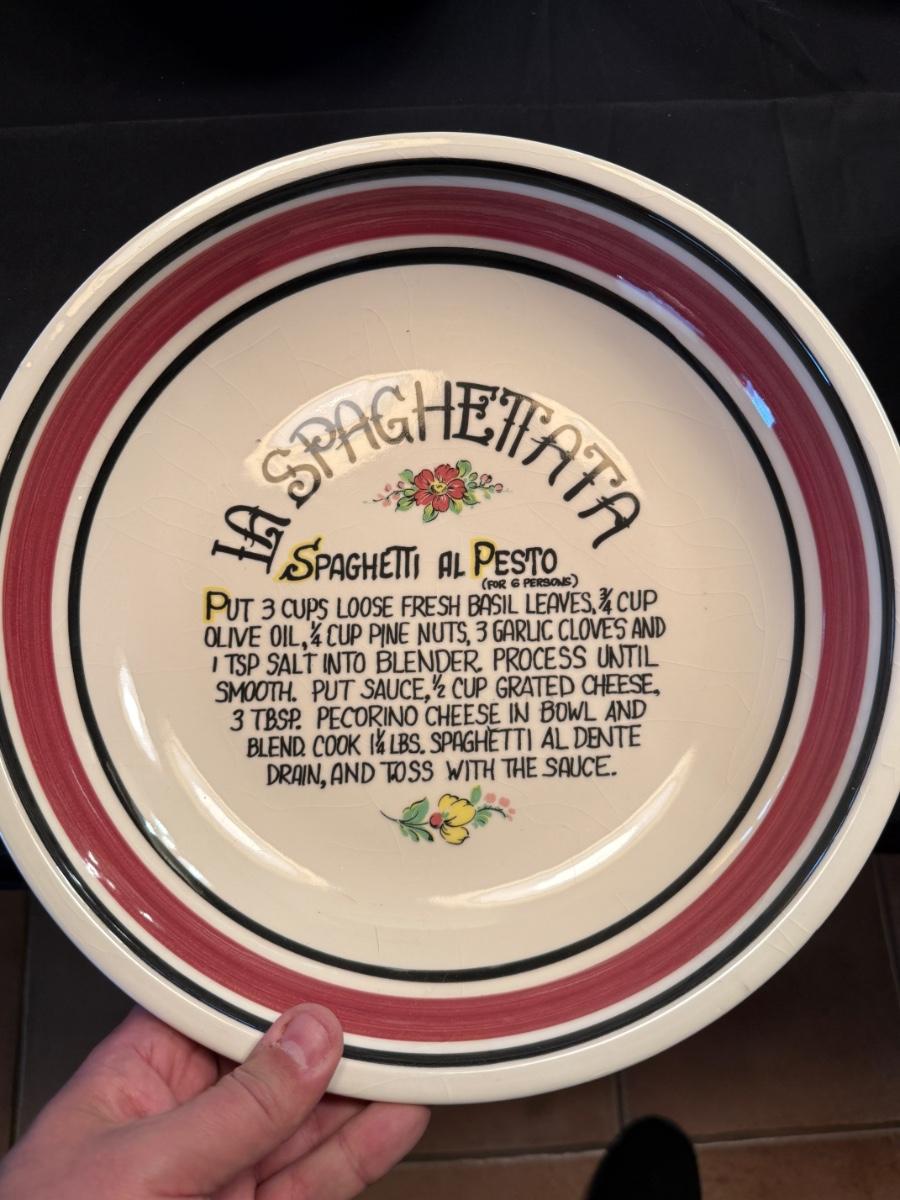 LA SPAGHETTATA
SPAGHETTI AL PESTO
(FOR 6 PERSONS)
PUT 3 CUPS LOOSE FRESH BASIL LEAVES, ¾ CUP
OLIVE OIL, ¼ CUP PINE NUTS, 3 GARLIC CLOVES AND
1 TSP SALT INTO BLENDER. PROCESS UNTIL
SMOOTH. PUT SAUCE, ½ CUP GRATED CHEESE,
3 TBSP. PECORINO CHEESE IN BOWL AND
BLEND. COOK 1¼ LBS. SPAGHETTI AL DENTE
DRAIN, AND TOSS WITH THE SAUCE.